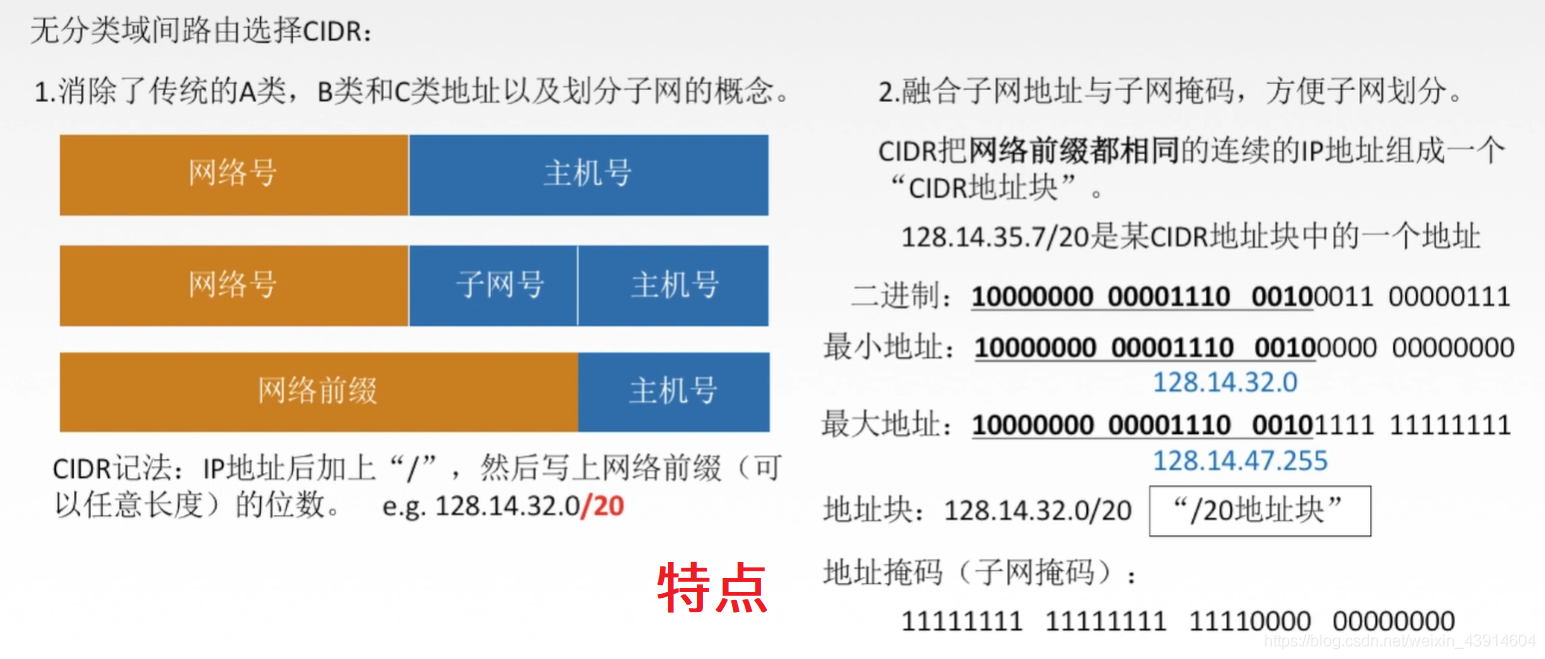 无分类域间路由选择CIDR：
1.消除了传统的A类，B类和C类地址以及划分子网的概念。
网络号 主机号
网络号 子网号 主机号
网络前缀 主机号
CIDR记法：IP地址后加上“/”，然后写上网络前缀（可
以任意长度）的位数。 e.g. 128.14.32.0/20
特点
2.融合子网地址与子网掩码，方便子网划分。
CIDR把网络前缀都相同的连续的IP地址组成一个
“CIDR地址块”。
128.14.35.7/20是某CIDR地址块中的一个地址
二进制：10000000 00001110 00100011 00000111
最小地址：10000000 00001110 00100000 00000000
128.14.32.0
最大地址：10000000 00001110 00101111 11111111
128.14.47.255
地址块：128.14.32.0/20 “/20地址块”
地址掩码（子网掩码）：
11111111 11111111 11110000 00000000
https://blog.csdn.net/weixin_43914604